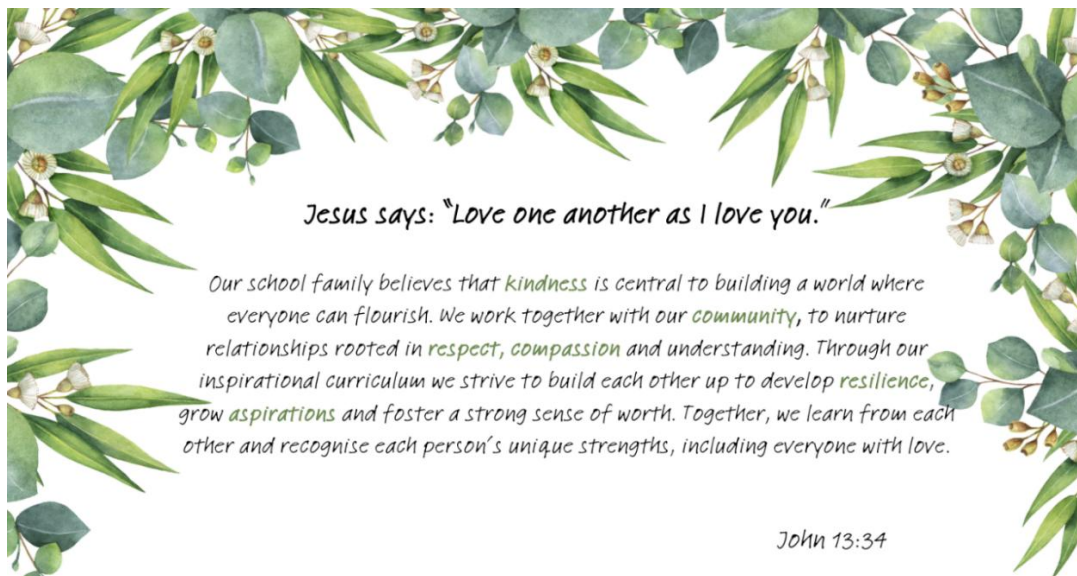 Jesus says: "Love one another as I love you."
Our school family believes that kindness is central to building a world where
everyone can flourish. We work together with our community, to nurture
relationships rooted in respect, compassion and understanding. Through our
inspirational curriculum we strive to build each other up to develop resilience,
grow aspirations and foster a strong sense of worth. Together, we learn from each
other and recognise each person's unique strengths, including everyone with love.
John 13:34